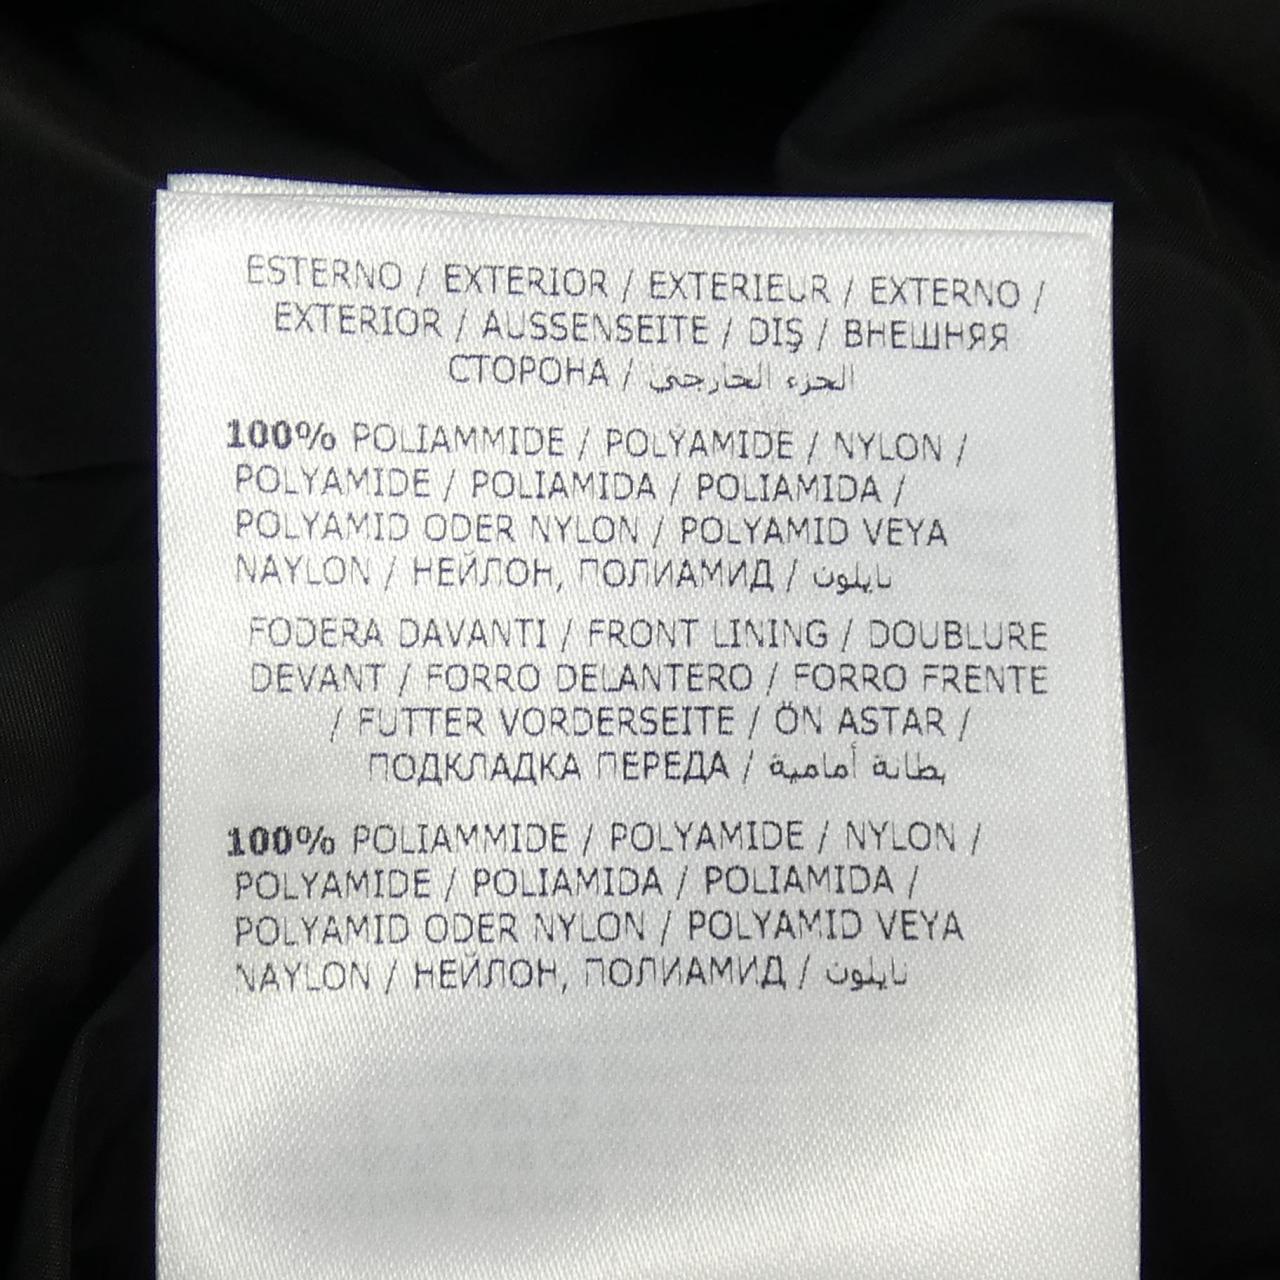 ESTERNO / EXTERIOR / EXTERIEUR / EXTERNO /
EXTERIOR / AUSSENSEITE / DIŞ / ВНЕШНЯЯ
СТОРОНА / الجزء الخارجي
100% POLIAMMIDE / POLYAMIDE / NYLON /
POLYAMIDE / POLIAMIDA / POLIAMIDA /
POLYAMID ODER NYLON / POLYAMID VEYA
NAYLON / НЕЙЛОН, ПОЛИАМИД / نايلون
FODERA DAVANTI / FRONT LINING / DOUBLURE
DEVANT / FORRO DELANTERO / FORRO FRENTE
/ FUTTER VORDERSEITE / ÖN ASTAR /
ПОДКЛАДКА ПЕРЕДА / بطانة أمامية
100% POLIAMMIDE / POLYAMIDE / NYLON /
POLYAMIDE / POLIAMIDA / POLIAMIDA /
POLYAMID ODER NYLON / POLYAMID VEYA
NAYLON / НЕЙЛОН, ПОЛИАМИД / نايلون